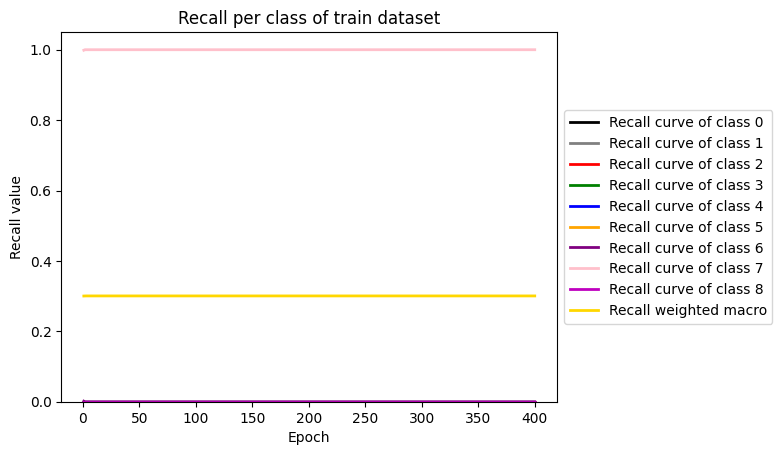 Recall per class of train dataset
Recall value
1.0
0.8
0.6
0.4
0.2
0.0
0
50
100
150
200
250
300
350
400
Epoch
Recall curve of class 0
Recall curve of class 1
Recall curve of class 2
Recall curve of class 3
Recall curve of class 4
Recall curve of class 5
Recall curve of class 6
Recall curve of class 7
Recall curve of class 8
Recall weighted macro